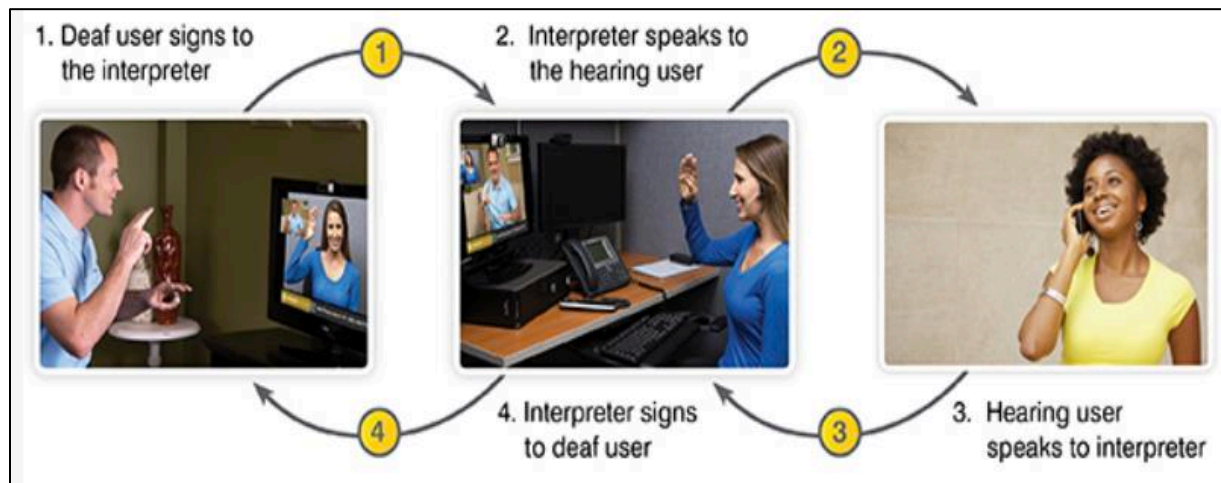 1. Deaf user signs to
the interpreter
1
2. Interpreter speaks to
the hearing user
2
4
4. Interpreter signs
to deaf user
3
3. Hearing user
speaks to interpreter